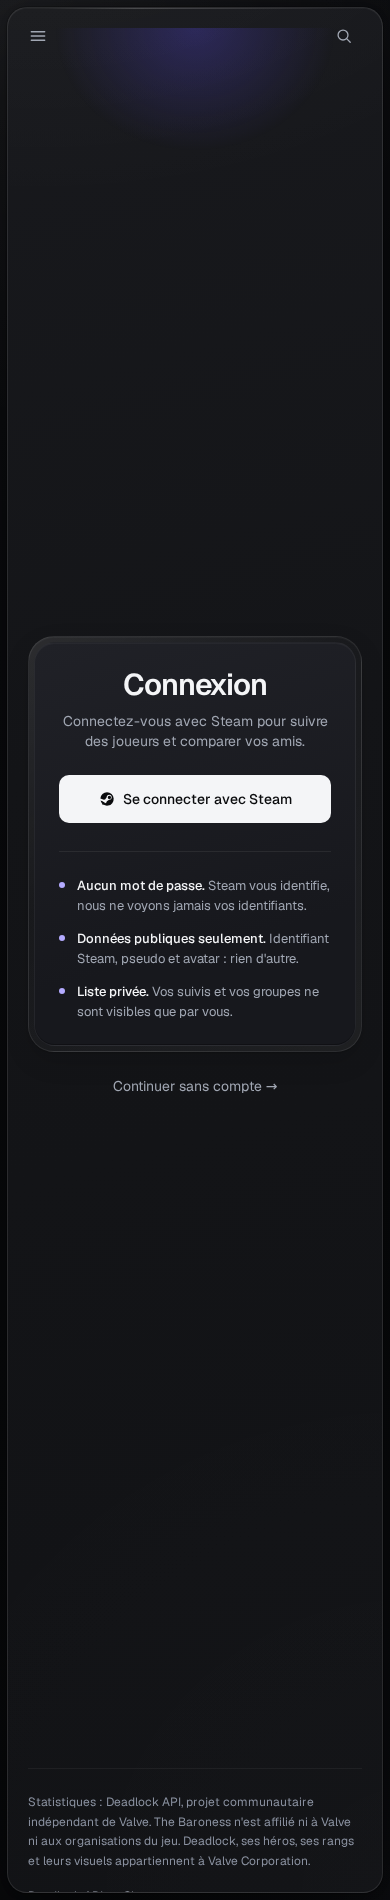 Connexion
Connectez-vous avec Steam pour suivre
des joueurs et comparer vos amis.
Se connecter avec Steam
Aucun mot de passe. Steam vous identifie,
nous ne voyons jamais vos identifiants.
Données publiques seulement. Identifiant
Steam, pseudo et avatar : rien d'autre.
Liste privée. Vos suivis et vos groupes ne
sont visibles que par vous.
Continuer sans compte →
Statistiques : Deadlock API, projet communautaire
indépendant de Valve. The Baroness n'est affilié ni à Valve
ni aux organisations du jeu. Deadlock, ses héros, ses rangs
et leurs visuels appartiennent à Valve Corporation.